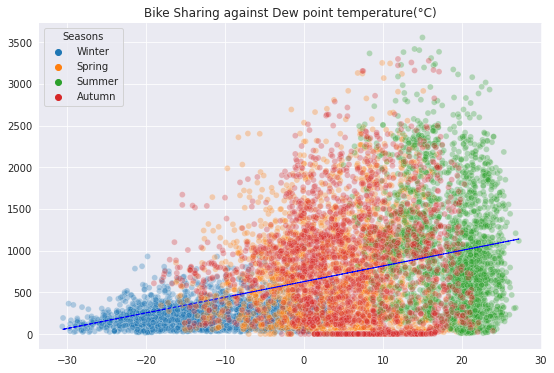 Bike Sharing against Dew point temperature(°C)
Seasons
Winter
Spring
Summer
Autumn
3500
3000
2500
2000
1500
1000
500
0
−30 −20 −10 0 10 20 30